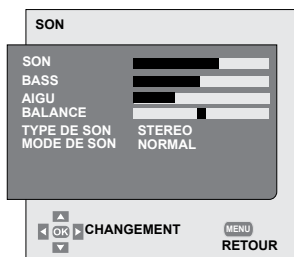 SON
SON
BASS
AIGU
BALANCE
TYPE DE SON STEREO
MODE DE SON NORMAL
OK CHANGEMENT MENU
RETOUR